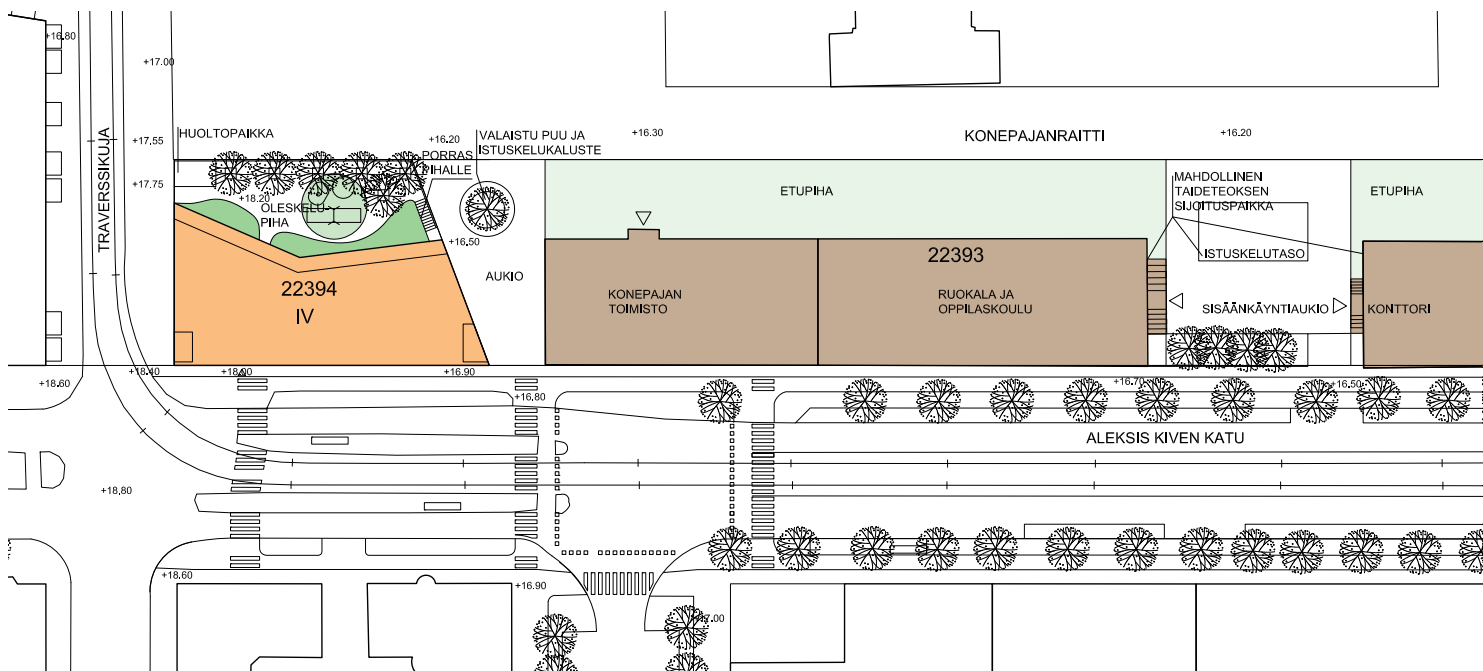 +16.80
+17.00
+17.55
HUOLTOPAIKKA
+16.20
VALAISTU PUU JA
ISTUSKELUKALUSTE
+16.30
KONEPAJANRAITTI
+16.20
PORRAS
PIHALLE
TRAVERSSIKUJA
+17.75
+18.20
OLESKELU-
PIHA
ETUPIHA
MAHDOLLINEN
TAIDETEOKSEN
SIJOITUSPAIKKA
ETUPIHA
+16.50
22393
ISTUSKELUTASO
AUKIO
22394
IV
KONEPAJAN
TOIMISTO
RUOKALA JA
OPPILASKOULU
SISÄÄNKÄYNTIAUKIO
KONTTORI
+18.60
+18.40
+18.00
+16.90
+16.70
+16.50
+16.80
ALEKSIS KIVEN KATU
+18,80
+18.60
+16.90
+17.00